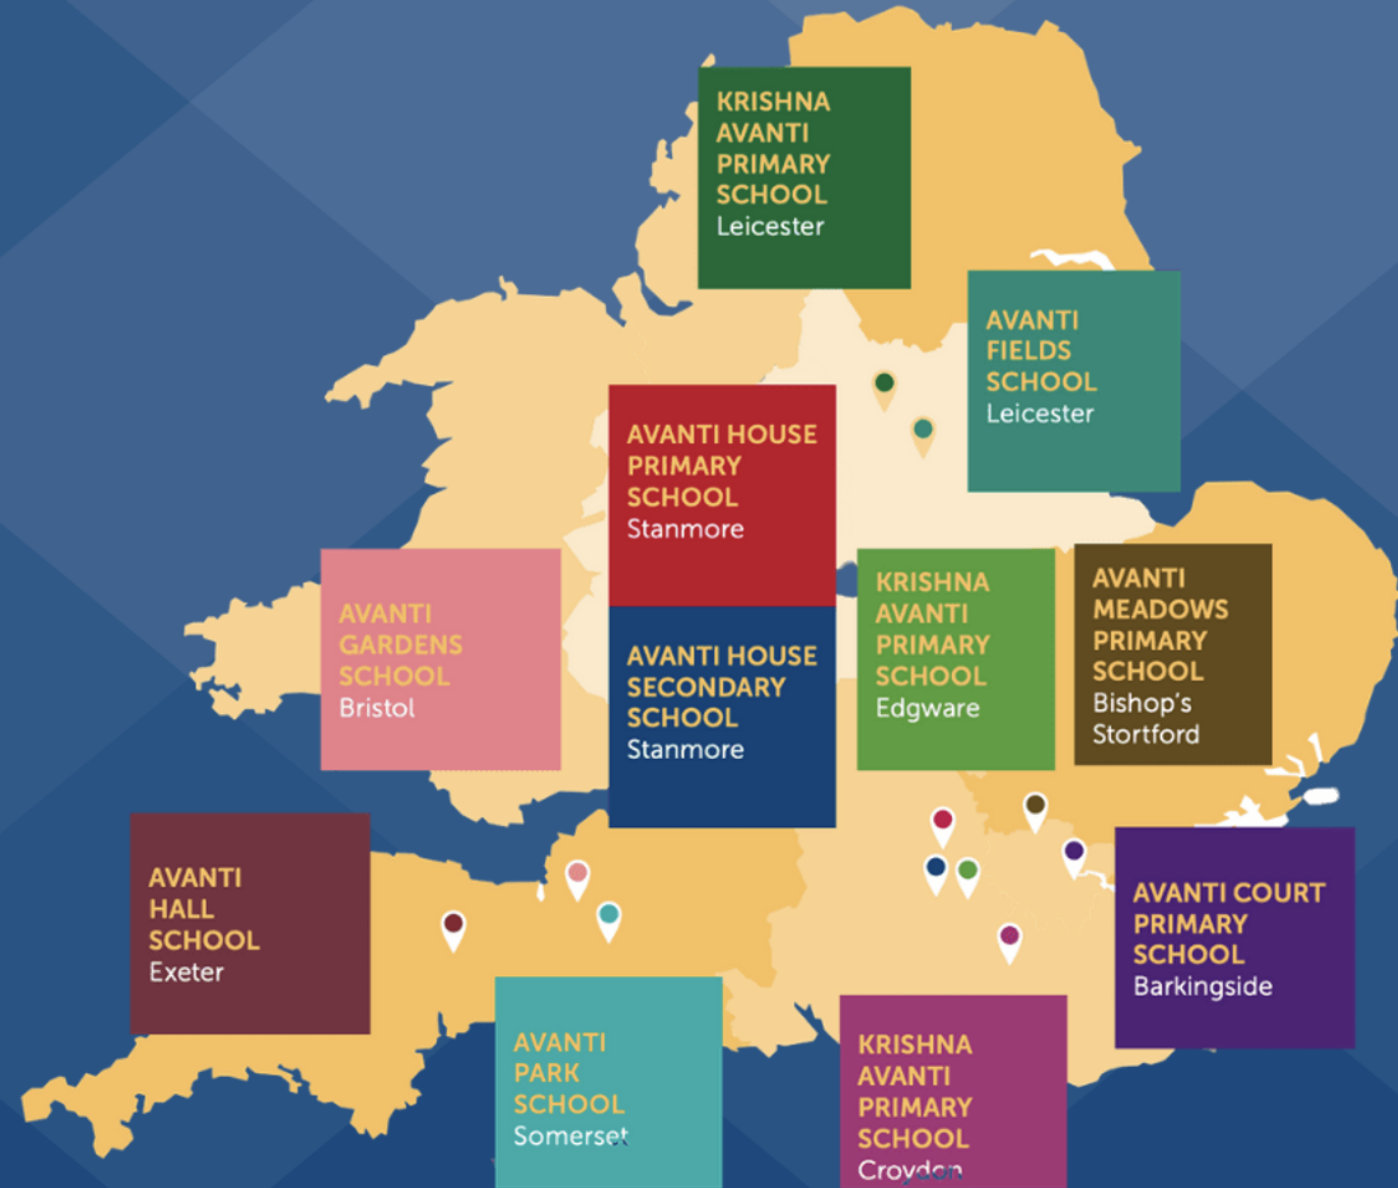 KRISHNA
AVANTI
PRIMARY
SCHOOL
Leicester
AVANTI
FIELDS
SCHOOL
Leicester
AVANTI HOUSE
PRIMARY
SCHOOL
Stanmore
AVANTI
GARDENS
SCHOOL
Bristol
AVANTI HOUSE
SECONDARY
SCHOOL
Stanmore
KRISHNA
AVANTI
PRIMARY
SCHOOL
Edgware
AVANTI
MEADOWS
PRIMARY
SCHOOL
Bishop's
Stortford
AVANTI
HALL
SCHOOL
Exeter
AVANTI COURT
PRIMARY
SCHOOL
Barkingside
AVANTI
PARK
SCHOOL
Somerset
KRISHNA
AVANTI
PRIMARY
SCHOOL
Croydon